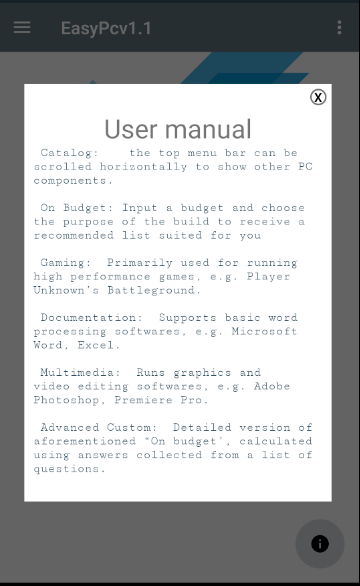 EasyPcv1.1
X
User manual
Catalog: the top menu bar can be
scrolled horizontally to show other PC
components.
On Budget: Input a budget and choose
the purpose of the build to receive a
recommended list suited for you
Gaming: Primarily used for running
high performance games, e.g. Player
Unknown's Battleground.
Documentation: Supports basic word
processing softwares, e.g. Microsoft
Word, Excel.
Multimedia: Runs graphics and
video editing softwares, e.g. Adobe
Photoshop, Premiere Pro.
Advanced Custom: Detailed version of
aforementioned "On budget', calculated
using answers collected from a list of
questions.